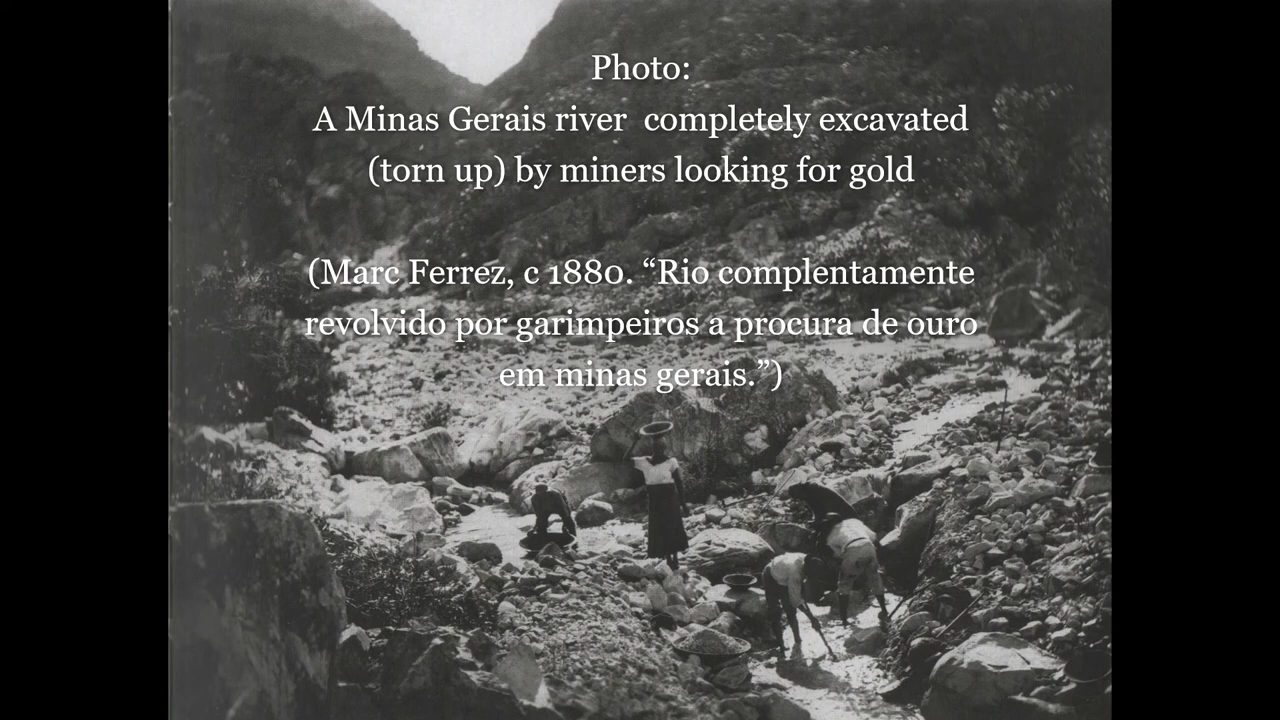 Photo:
A Minas Gerais river completely excavated
(torn up) by miners looking for gold
(Marc Ferrez, c 1880. “Rio complentamente
revolvido por garimpeiros a procura de ouro
em minas gerais.”)